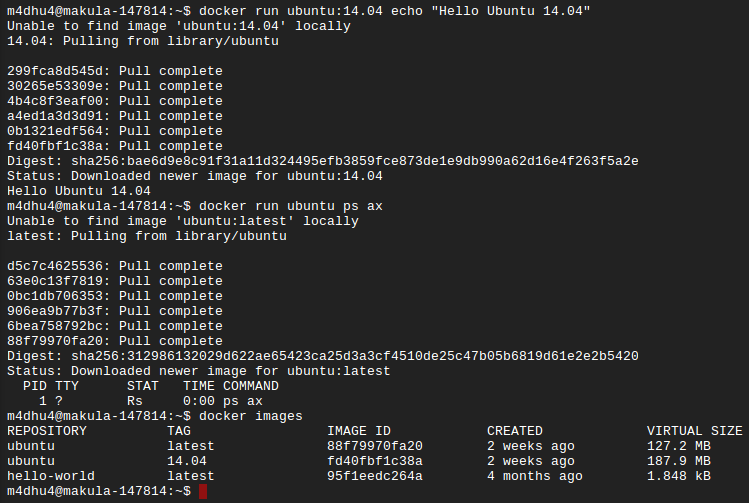 m4dhu4@makula-147814:~$ docker run ubuntu:14.04 echo "Hello Ubuntu 14.04"
Unable to find image 'ubuntu:14.04' locally
14.04: Pulling from library/ubuntu

299fca8d545d: Pull complete
30265e53309e: Pull complete
4b4c8f3eaf00: Pull complete
a4ed1a3d3d91: Pull complete
0b1321edf564: Pull complete
fd40fbf1c38a: Pull complete
Digest: sha256:bae6d9e8c91f31a11d324495efb3859fce873de1e9db990a62d16e4f263f5a2e
Status: Downloaded newer image for ubuntu:14.04
Hello Ubuntu 14.04
m4dhu4@makula-147814:~$ docker run ubuntu ps ax
Unable to find image 'ubuntu:latest' locally
latest: Pulling from library/ubuntu

d5c7c4625536: Pull complete
63e0c13f7819: Pull complete
0bc1db706353: Pull complete
906ea9b77b3f: Pull complete
6bea758792bc: Pull complete
88f79970fa20: Pull complete
Digest: sha256:312986132029d622ae65423ca25d3a3cf4510de25c47b05b6819d61e2e2b5420
Status: Downloaded newer image for ubuntu:latest
  PID TTY      STAT   TIME COMMAND
    1 ?        Rs     0:00 ps ax
m4dhu4@makula-147814:~$ docker images
REPOSITORY          TAG                 IMAGE ID            CREATED             VIRTUAL SIZE
ubuntu              latest              88f79970fa20        2 weeks ago         127.2 MB
ubuntu              14.04               fd40fbf1c38a        2 weeks ago         187.9 MB
hello-world         latest              95f1eedc264a        4 months ago        1.848 kB
m4dhu4@makula-147814:~$